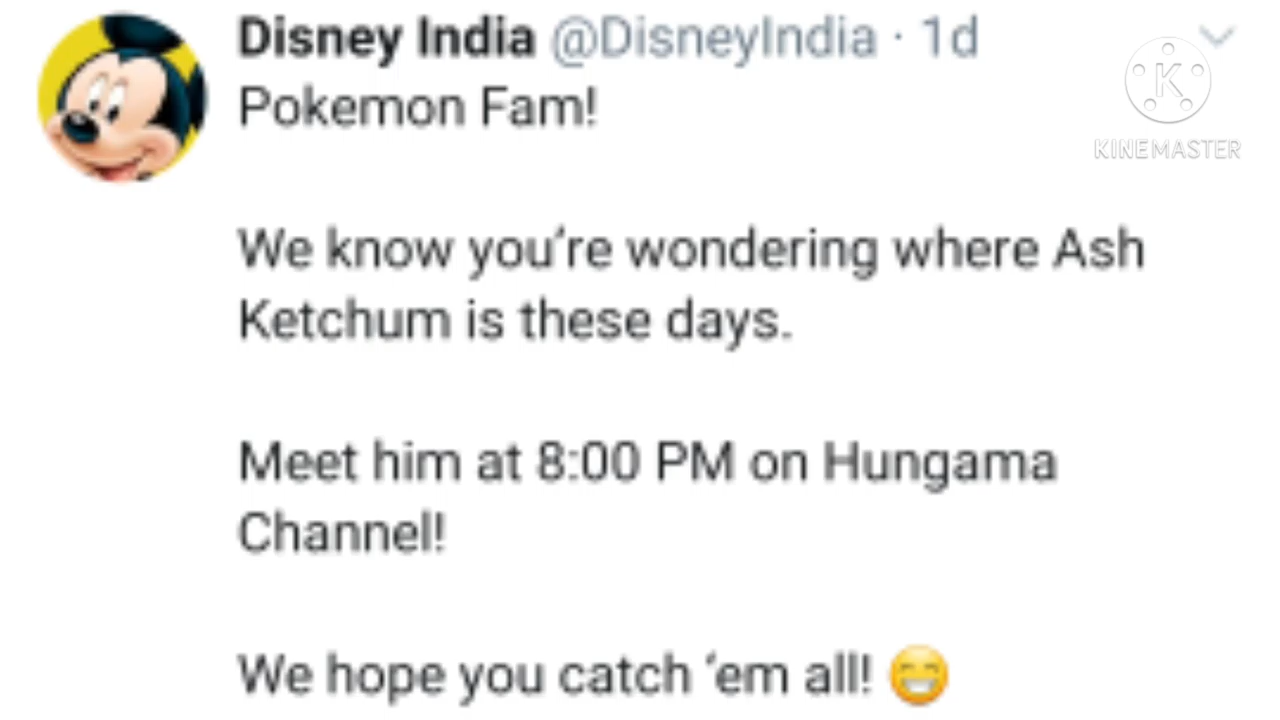 Disney India @DisneyIndia · 1d
Pokemon Fam!
We know you're wondering where Ash
Ketchum is these days.
Meet him at 8:00 PM on Hungama
Channel!
We hope you catch ‘em all! 😁
K
KINEMASTER